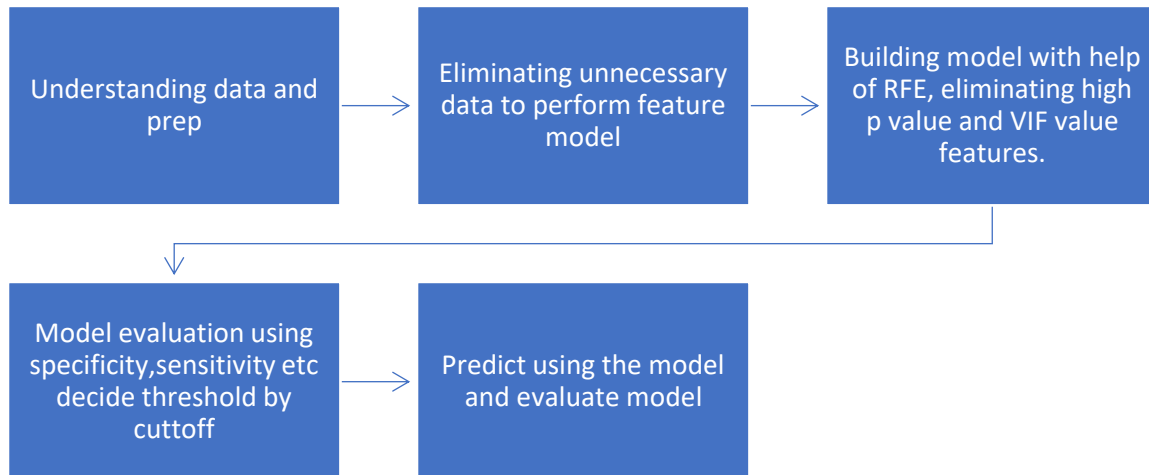 Understanding data and
prep
Eliminating unnecessary
data to perform feature
model
Building model with help
of RFE, eliminating high
p value and VIF value
features.
Model evaluation using
specificity,sensitivity etc
decide threshold by
cuttoff
Predict using the model
and evaluate model